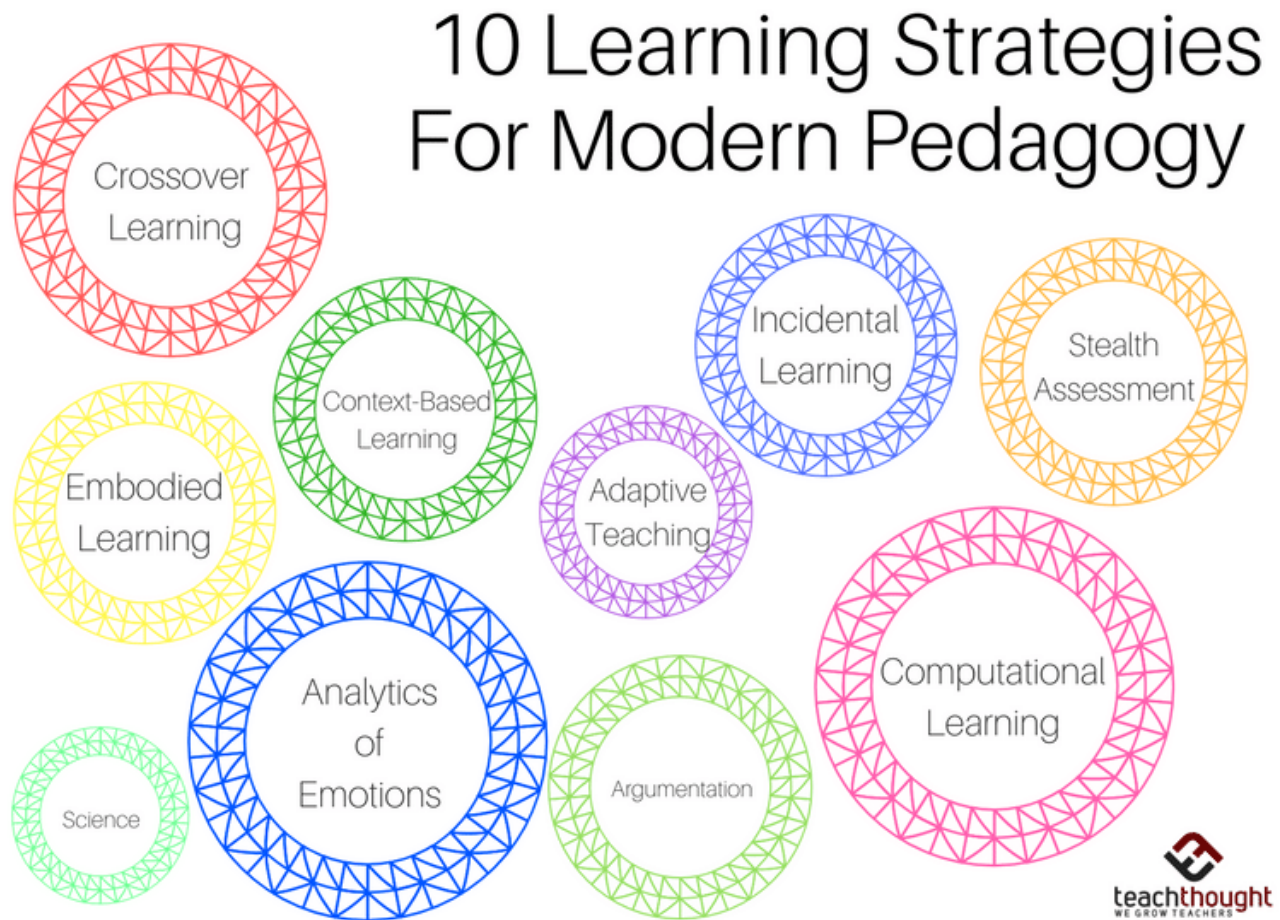 10 Learning Strategies
For Modern Pedagogy
Crossover
Learning
Context-Based
Learning
Incidental
Learning
Stealth
Assessment
Embodied
Learning
Adaptive
Teaching
Analytics
of
Emotions
Computational
Learning
Science
Argumentation
teachthought
WE GROW TEACHERS